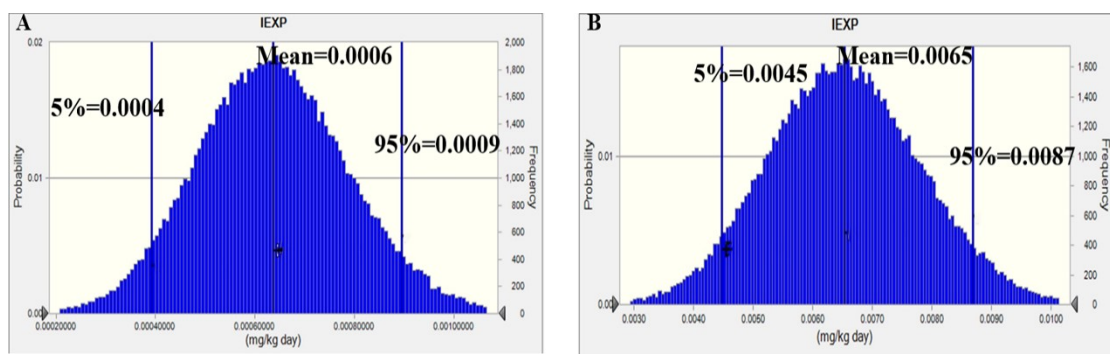 A
IEXP
0.02
2,000
Mean=0.0006
1,800
1,600
5%=0.0004
1,400
95%=0.0009
1,200
Probability
0.01
1,000
Frequency
800
600
400
200
0.00
0
0.00020000 0.00040000 0.00060000 0.00080000 0.00100000
(mg/kg day)
B
IEXP
Mean=0.0065
1,600
5%=0.0045
1,400
1,200
95%=0.0087
Probability
0.01
1,000
Frequency
800
600
400
200
0.00
0
0.0030 0.0040 0.0050 0.0060 0.0070 0.0080 0.0090 0.0100
(mg/kg day)